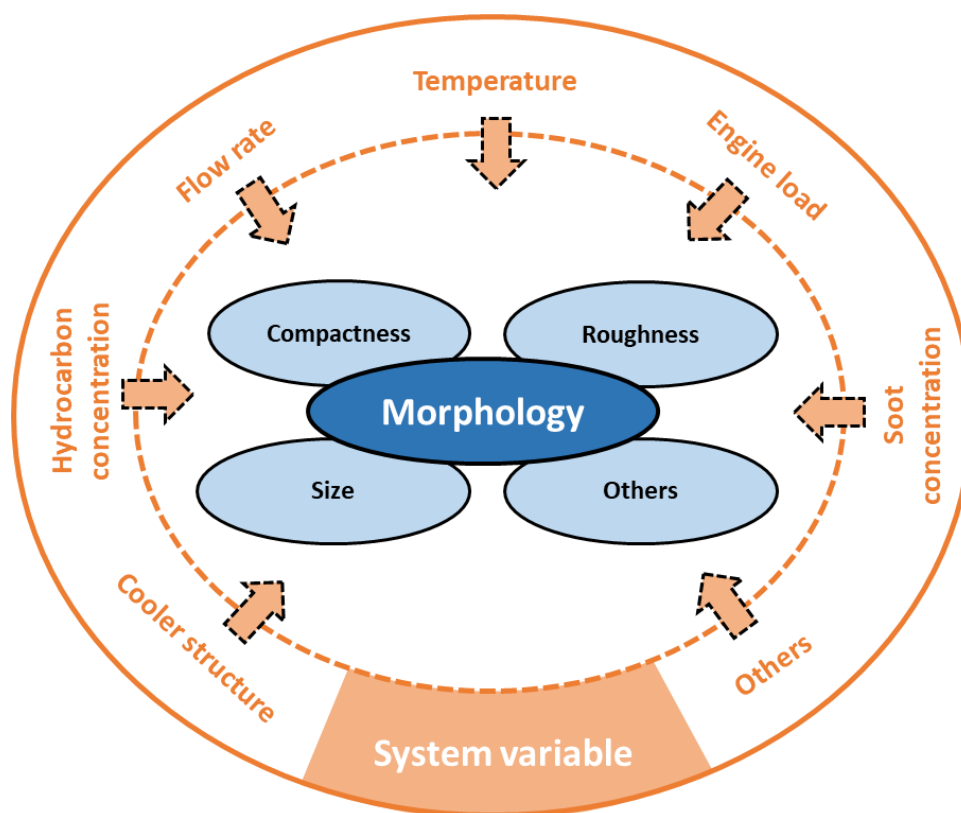 Temperature
Flow rate
Engine load
Hydrocarbon
concentration
Compactness
Roughness
Morphology
Soot
concentration
Size
Others
Cooler structure
Others
System variable